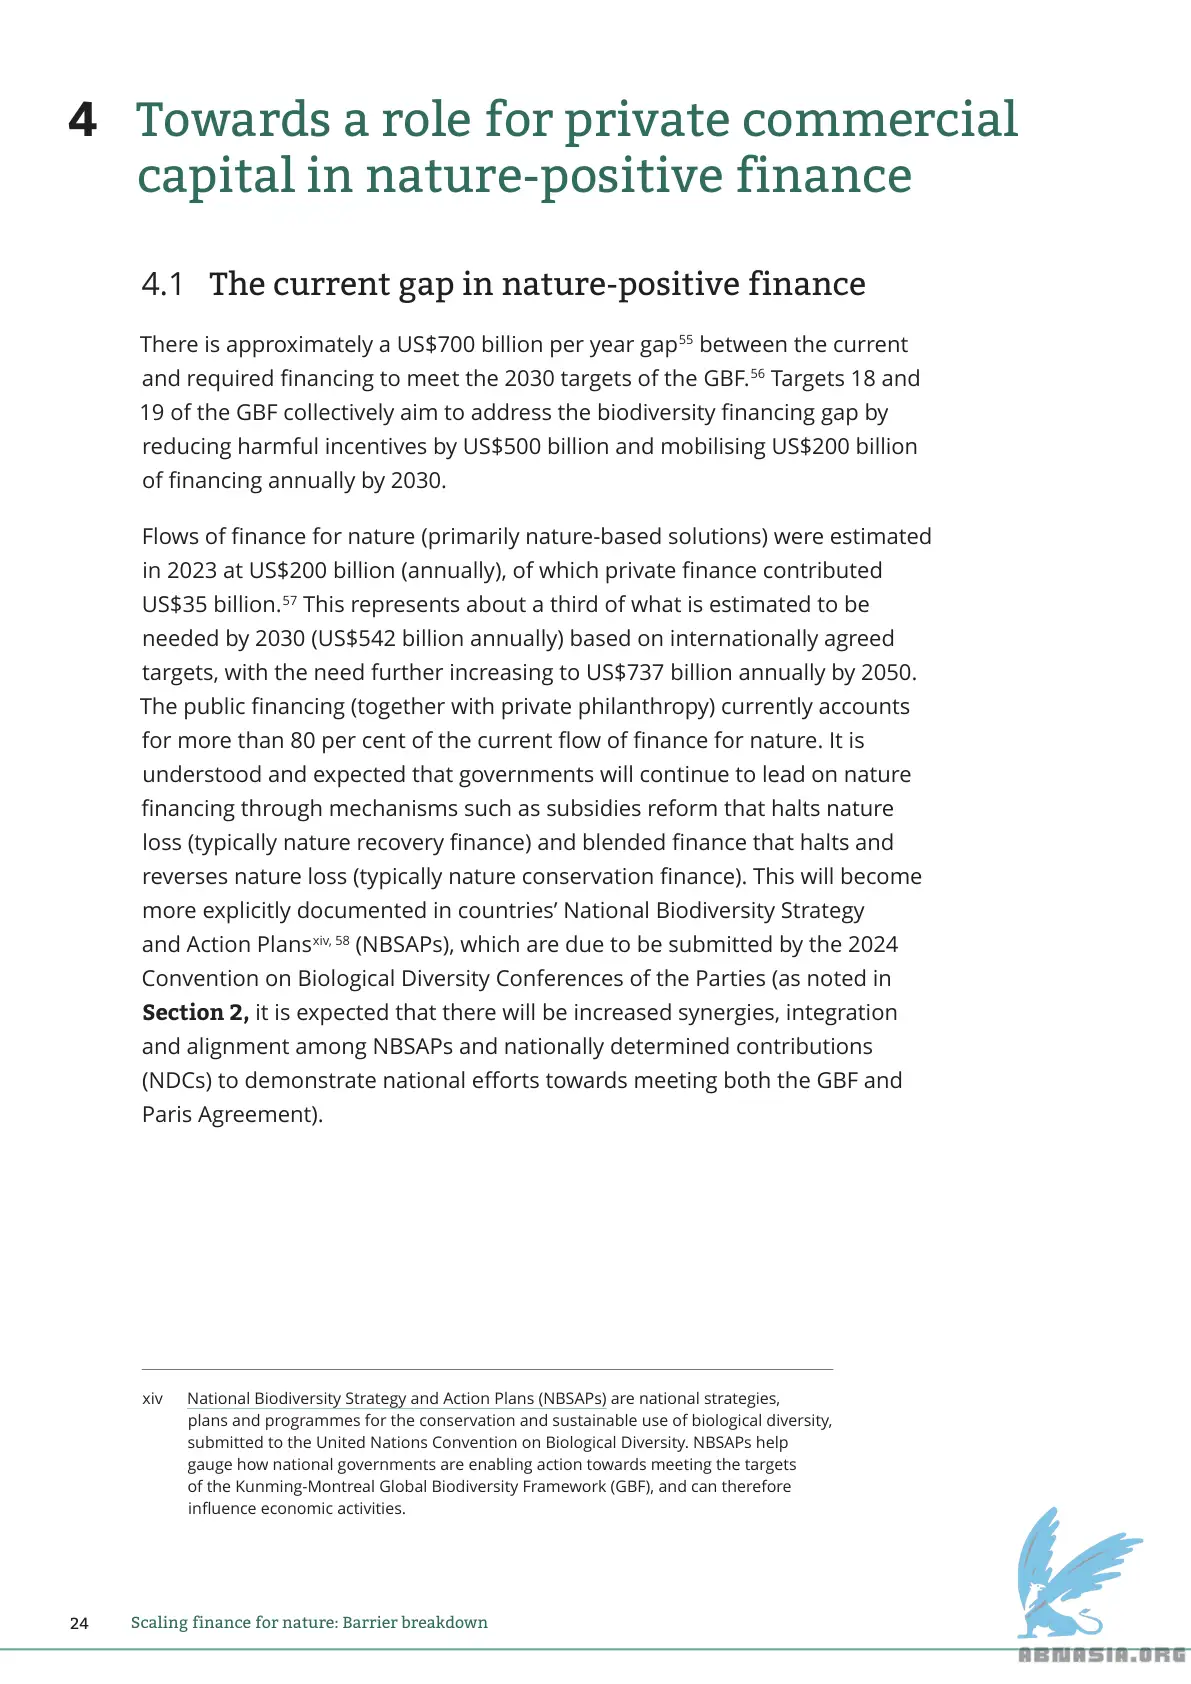 4 Towards a role for private commercial
capital in nature-positive finance
4.1 The current gap in nature-positive finance
There is approximately a US$700 billion per year gap55 between the current
and required financing to meet the 2030 targets of the GBF.56 Targets 18 and
19 of the GBF collectively aim to address the biodiversity financing gap by
reducing harmful incentives by US$500 billion and mobilising US$200 billion
of financing annually by 2030.
Flows of finance for nature (primarily nature-based solutions) were estimated
in 2023 at US$200 billion (annually), of which private finance contributed
US$35 billion.57 This represents about a third of what is estimated to be
needed by 2030 (US$542 billion annually) based on internationally agreed
targets, with the need further increasing to US$737 billion annually by 2050.
The public financing (together with private philanthropy) currently accounts
for more than 80 per cent of the current flow of finance for nature. It is
understood and expected that governments will continue to lead on nature
financing through mechanisms such as subsidies reform that halts nature
loss (typically nature recovery finance) and blended finance that halts and
reverses nature loss (typically nature conservation finance). This will become
more explicitly documented in countries’ National Biodiversity Strategy
and Action Plansxiv, 58 (NBSAPs), which are due to be submitted by the 2024
Convention on Biological Diversity Conferences of the Parties (as noted in
Section 2, it is expected that there will be increased synergies, integration
and alignment among NBSAPs and nationally determined contributions
(NDCs) to demonstrate national efforts towards meeting both the GBF and
Paris Agreement).
xiv National Biodiversity Strategy and Action Plans (NBSAPs) are national strategies,
plans and programmes for the conservation and sustainable use of biological diversity,
submitted to the United Nations Convention on Biological Diversity. NBSAPs help
gauge how national governments are enabling action towards meeting the targets
of the Kunming-Montreal Global Biodiversity Framework (GBF), and can therefore
influence economic activities.
24 Scaling finance for nature: Barrier breakdown
ABNASIA.ORG